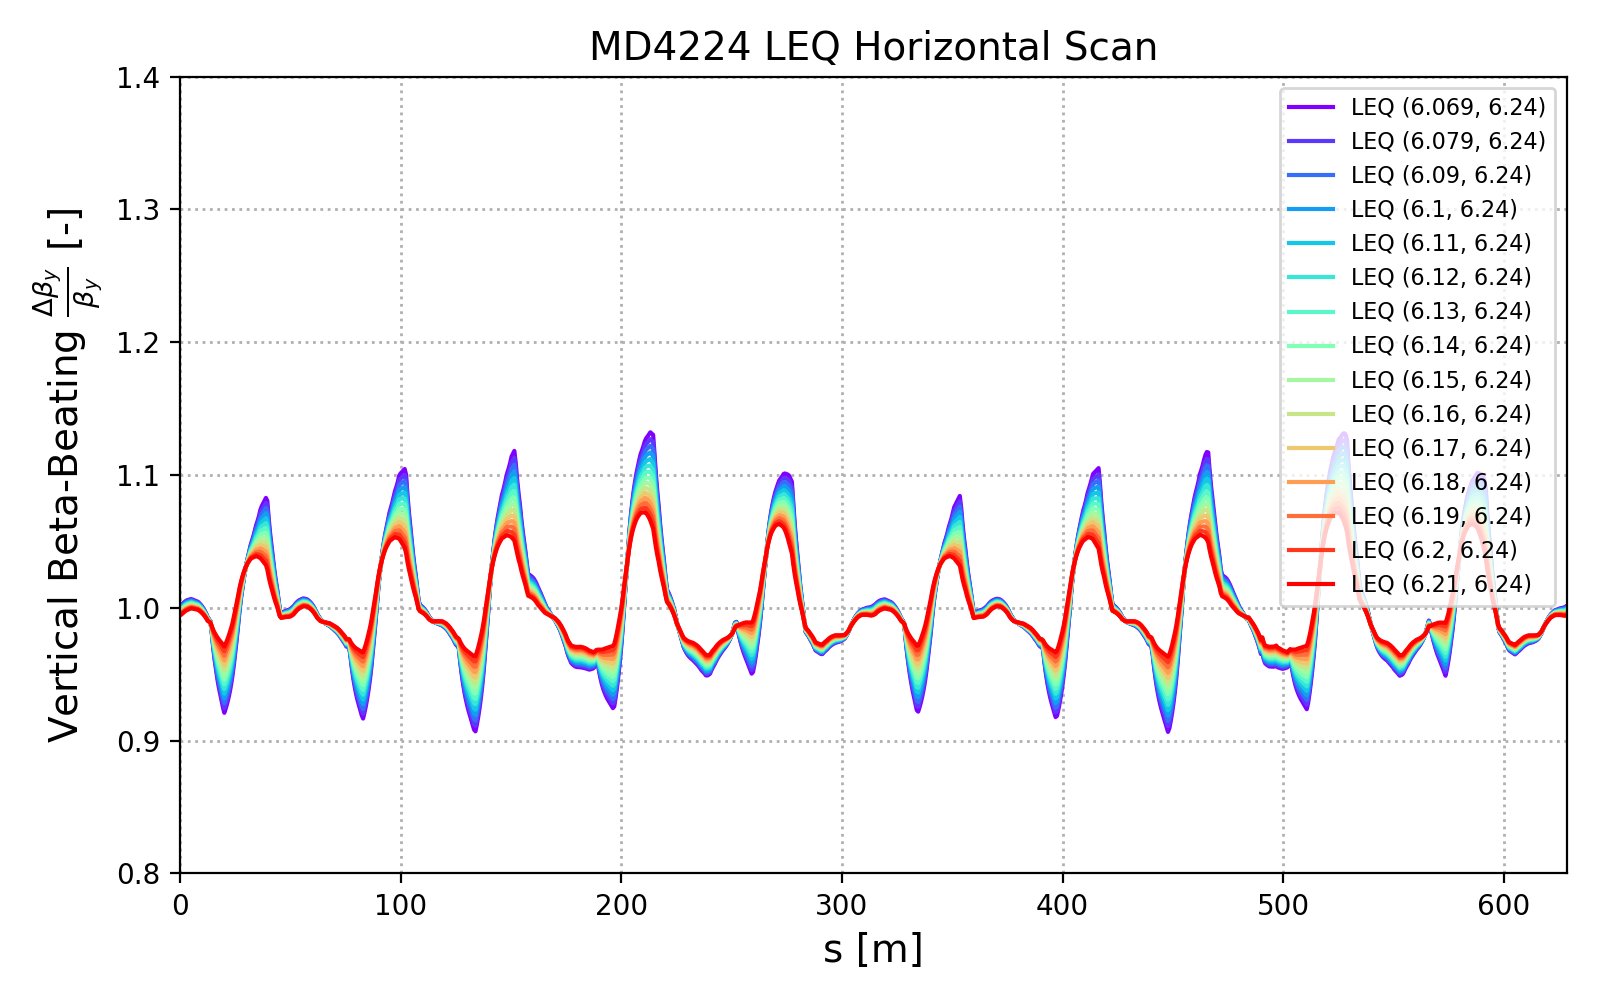 MD4224 LEQ Horizontal Scan
Vertical Beta-Beating Δβy/βy [-]
1.4
1.3
1.2
1.1
1.0
0.9
0.8
LEQ (6.069, 6.24)
LEQ (6.079, 6.24)
LEQ (6.09, 6.24)
LEQ (6.1, 6.24)
LEQ (6.11, 6.24)
LEQ (6.12, 6.24)
LEQ (6.13, 6.24)
LEQ (6.14, 6.24)
LEQ (6.15, 6.24)
LEQ (6.16, 6.24)
LEQ (6.17, 6.24)
LEQ (6.18, 6.24)
LEQ (6.19, 6.24)
LEQ (6.2, 6.24)
LEQ (6.21, 6.24)
0 100 200 300 400 500 600
s [m]